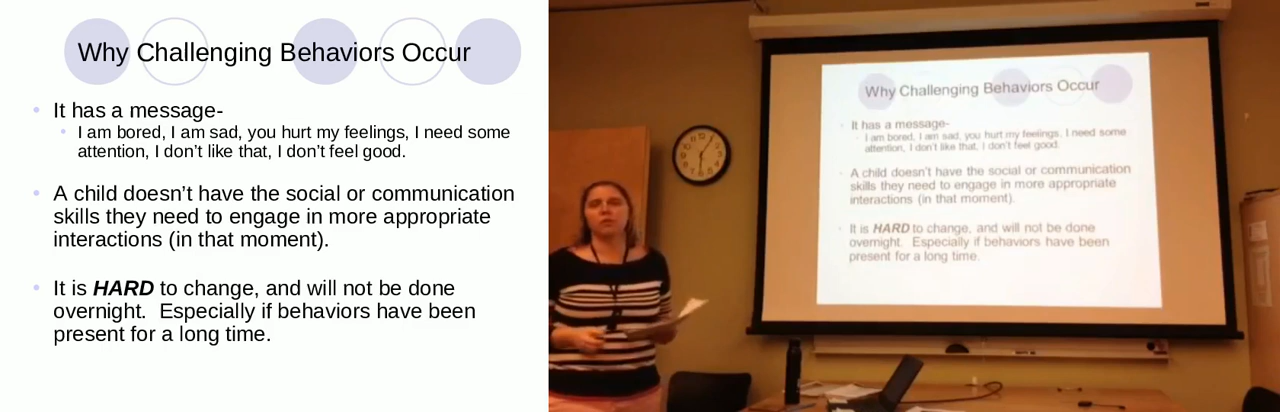 Why Challenging Behaviors Occur
It has a message-
I am bored, I am sad, you hurt my feelings, I need some
attention, I don't like that, I don't feel good.
A child doesn't have the social or communication
skills they need to engage in more appropriate
interactions (in that moment).
It is HARD to change, and will not be done
overnight.  Especially if behaviors have been
present for a long time.
Why Challenging Behaviors Occur
It has a message-
I am bored, I am sad, you hurt my feelings, I need some
attention, I don't like that, I don't feel good.
A child doesn't have the social or communication
skills they need to engage in more appropriate
interactions (in that moment).
It is HARD to change, and will not be done
overnight.  Especially if behaviors have been
present for a long time.